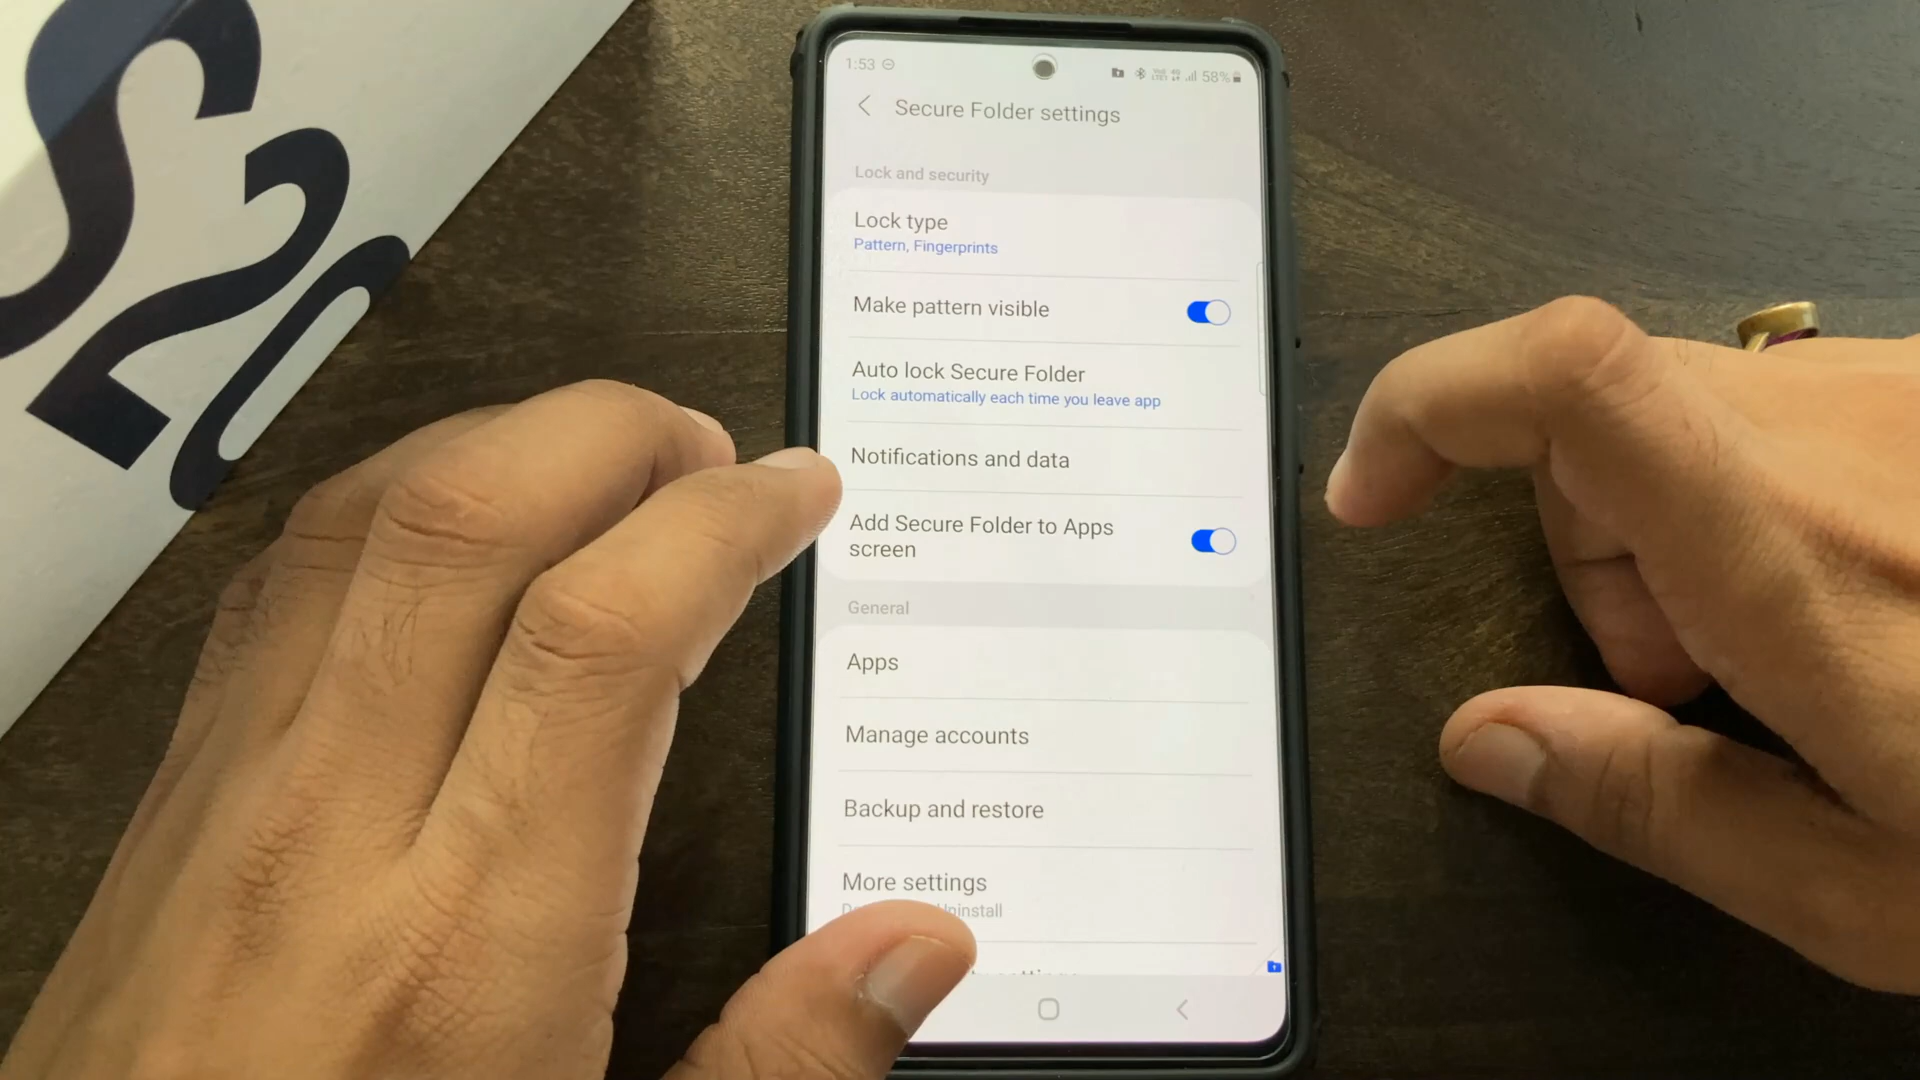 S20
1:53
58%
Secure Folder settings
Lock and security
Lock type
Pattern, Fingerprints
Make pattern visible
Auto lock Secure Folder
Lock automatically each time you leave app
Notifications and data
Add Secure Folder to Apps
screen
General
Apps
Manage accounts
Backup and restore
More settings